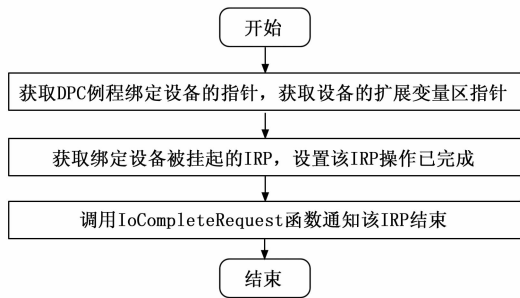 开始
获取DPC例程绑定设备的指针，获取设备的扩展变量区指针
获取绑定设备被挂起的IRP，设置该IRP操作已完成
调用IoCompleteRequest函数通知该IRP结束
结束